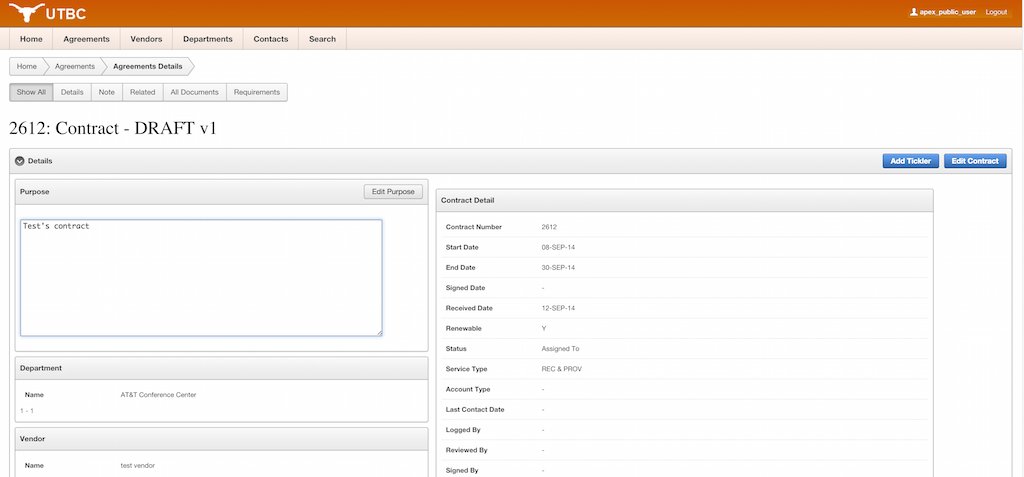 UTBC
apex_public_user Logout
Home Agreements Vendors Departments Contacts Search
Home Agreements Agreements Details
Show All Details Note Related All Documents Requirements
2612: Contract - DRAFT v1
Details Add Tickler Edit Contract
Purpose Edit Purpose
Test's contract
Department
Name AT&T Conference Center
1 - 1
Vendor
Name test vendor
Contract Detail
Contract Number 2612
Start Date 08-SEP-14
End Date 30-SEP-14
Signed Date -
Received Date 12-SEP-14
Renewable Y
Status Assigned To
Service Type REC & PROV
Account Type -
Last Contact Date -
Logged By -
Reviewed By -
Signed By -